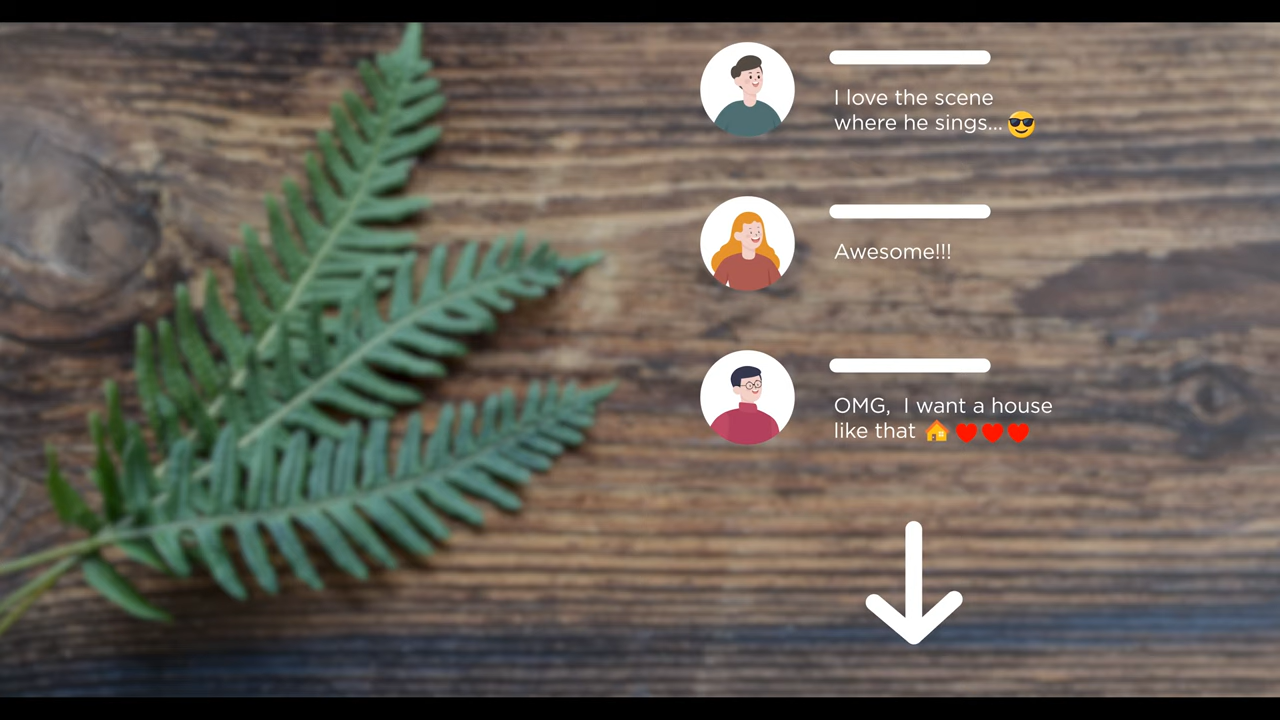 I love the scene
where he sings... 😎
Awesome!!!
OMG, I want a house
like that 🏠❤️❤️❤️